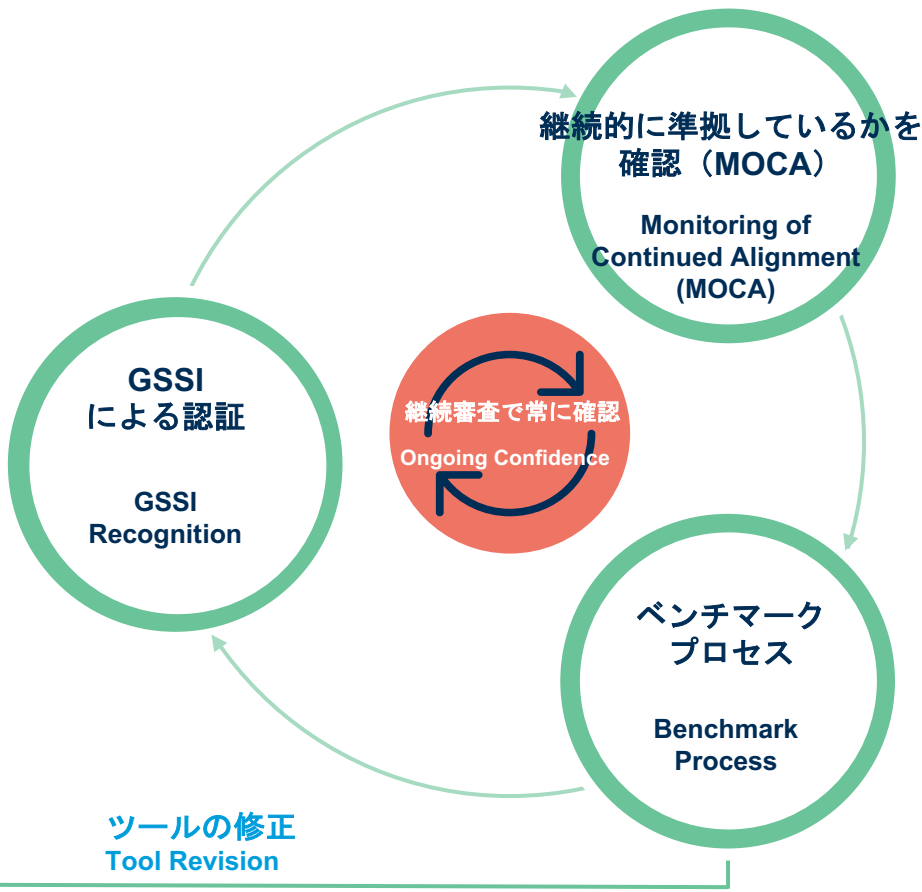 継続的に準拠しているかを
確認（MOCA）
Monitoring of
Continued Alignment
(MOCA)
GSSI
による認証
GSSI
Recognition
継続審査で常に確認
Ongoing Confidence
ベンチマーク
プロセス
Benchmark
Process
ツールの修正
Tool Revision